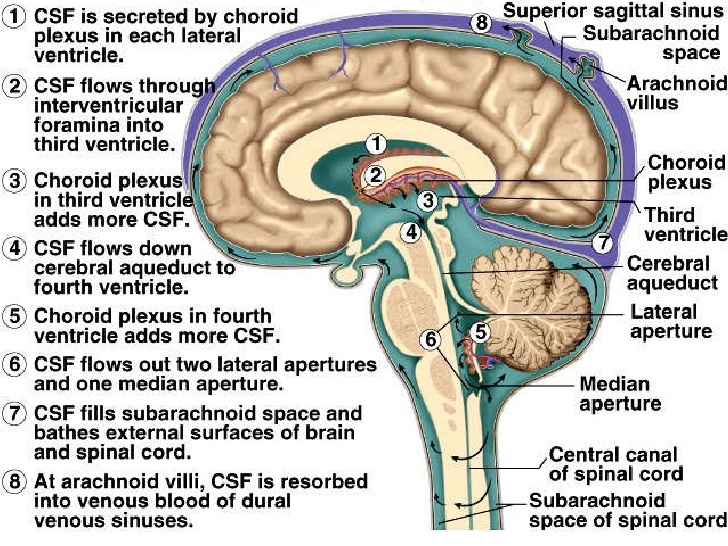 1 CSF is secreted by choroid
plexus in each lateral
ventricle.
2 CSF flows through
interventricular
foramina into
third ventricle.
3 Choroid plexus
in third ventricle
adds more CSF.
4 CSF flows down
cerebral aqueduct to
fourth ventricle.
5 Choroid plexus in fourth
ventricle adds more CSF.
6 CSF flows out two lateral apertures
and one median aperture.
7 CSF fills subarachnoid space and
bathes external surfaces of brain
and spinal cord.
8 At arachnoid villi, CSF is resorbed
into venous blood of dural
venous sinuses.
8
Superior sagittal sinus
Subarachnoid
space
Arachnoid
villus
1
2
3
4
Choroid
plexus
Third
ventricle
7
Cerebral
aqueduct
Lateral
aperture
5
6
Median
aperture
Central canal
of spinal cord
Subarachnoid
space of spinal cord